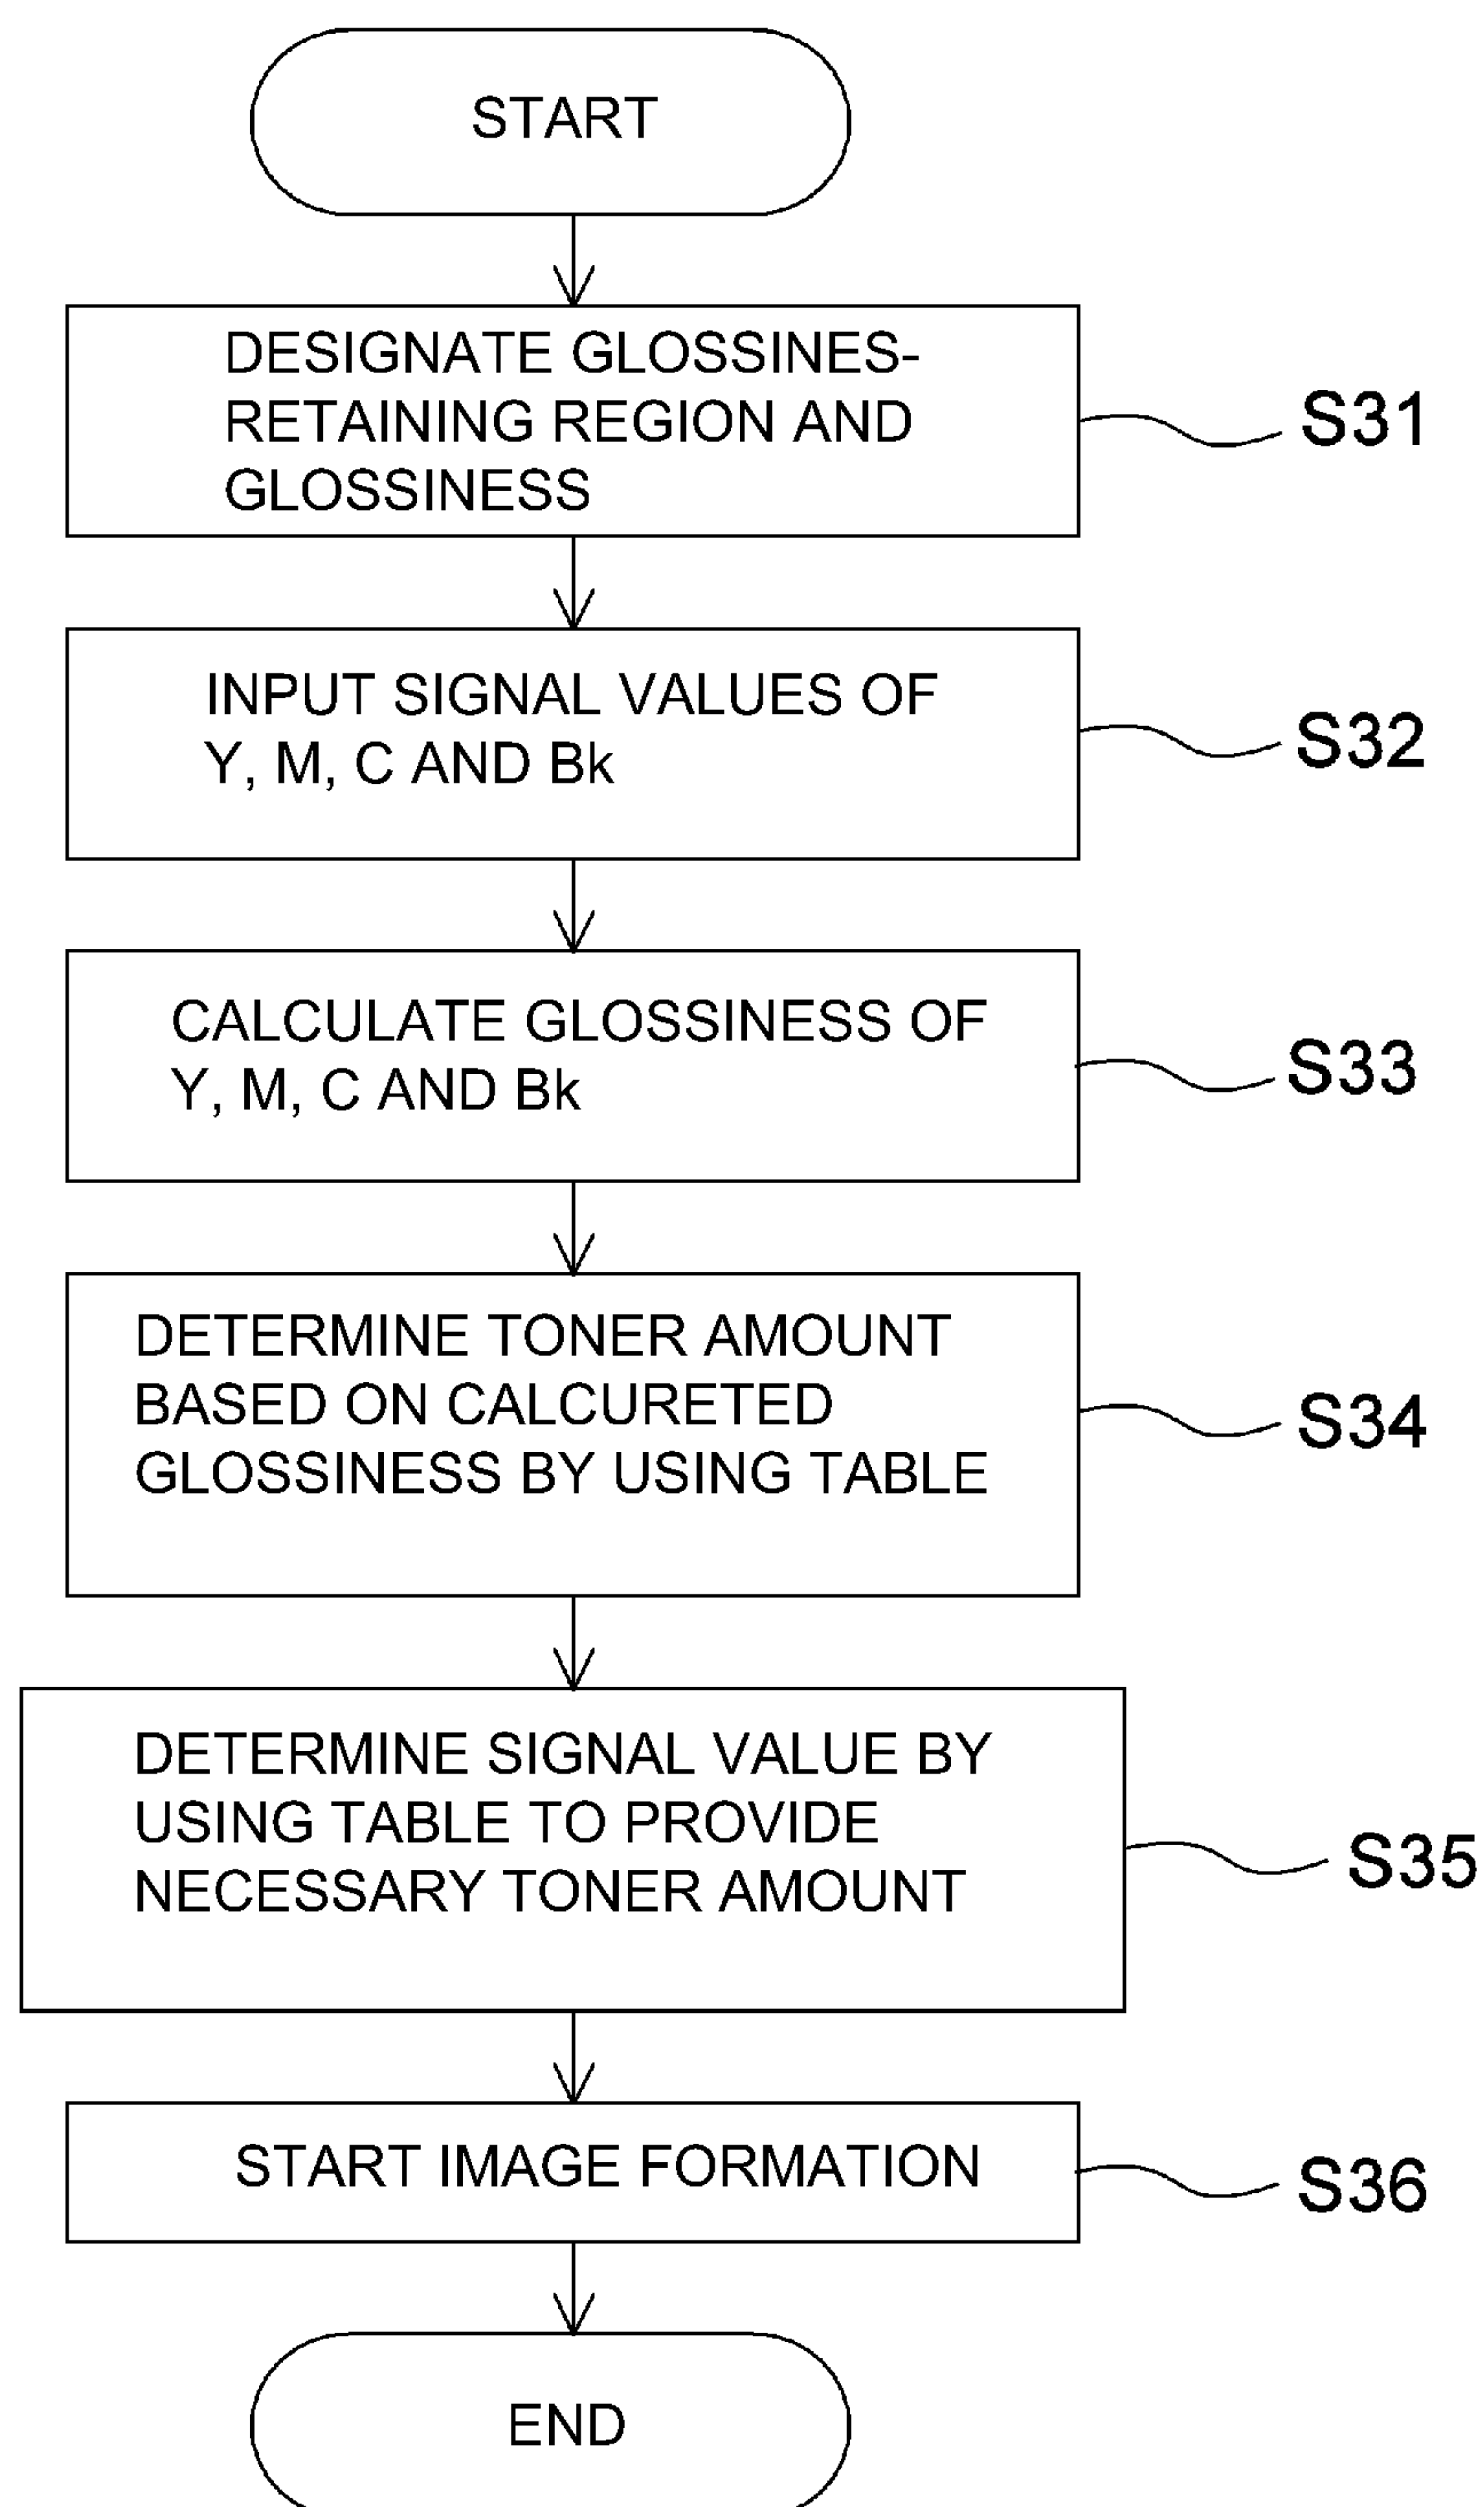 START
DESIGNATE GLOSSINES-
RETAINING REGION AND
GLOSSINESS
S31
INPUT SIGNAL VALUES OF
Y, M, C AND Bk
S32
CALCULATE GLOSSINESS OF
Y, M, C AND Bk
S33
DETERMINE TONER AMOUNT
BASED ON CALCURETED
GLOSSINESS BY USING TABLE
S34
DETERMINE SIGNAL VALUE BY
USING TABLE TO PROVIDE
NECESSARY TONER AMOUNT
S35
START IMAGE FORMATION
S36
END